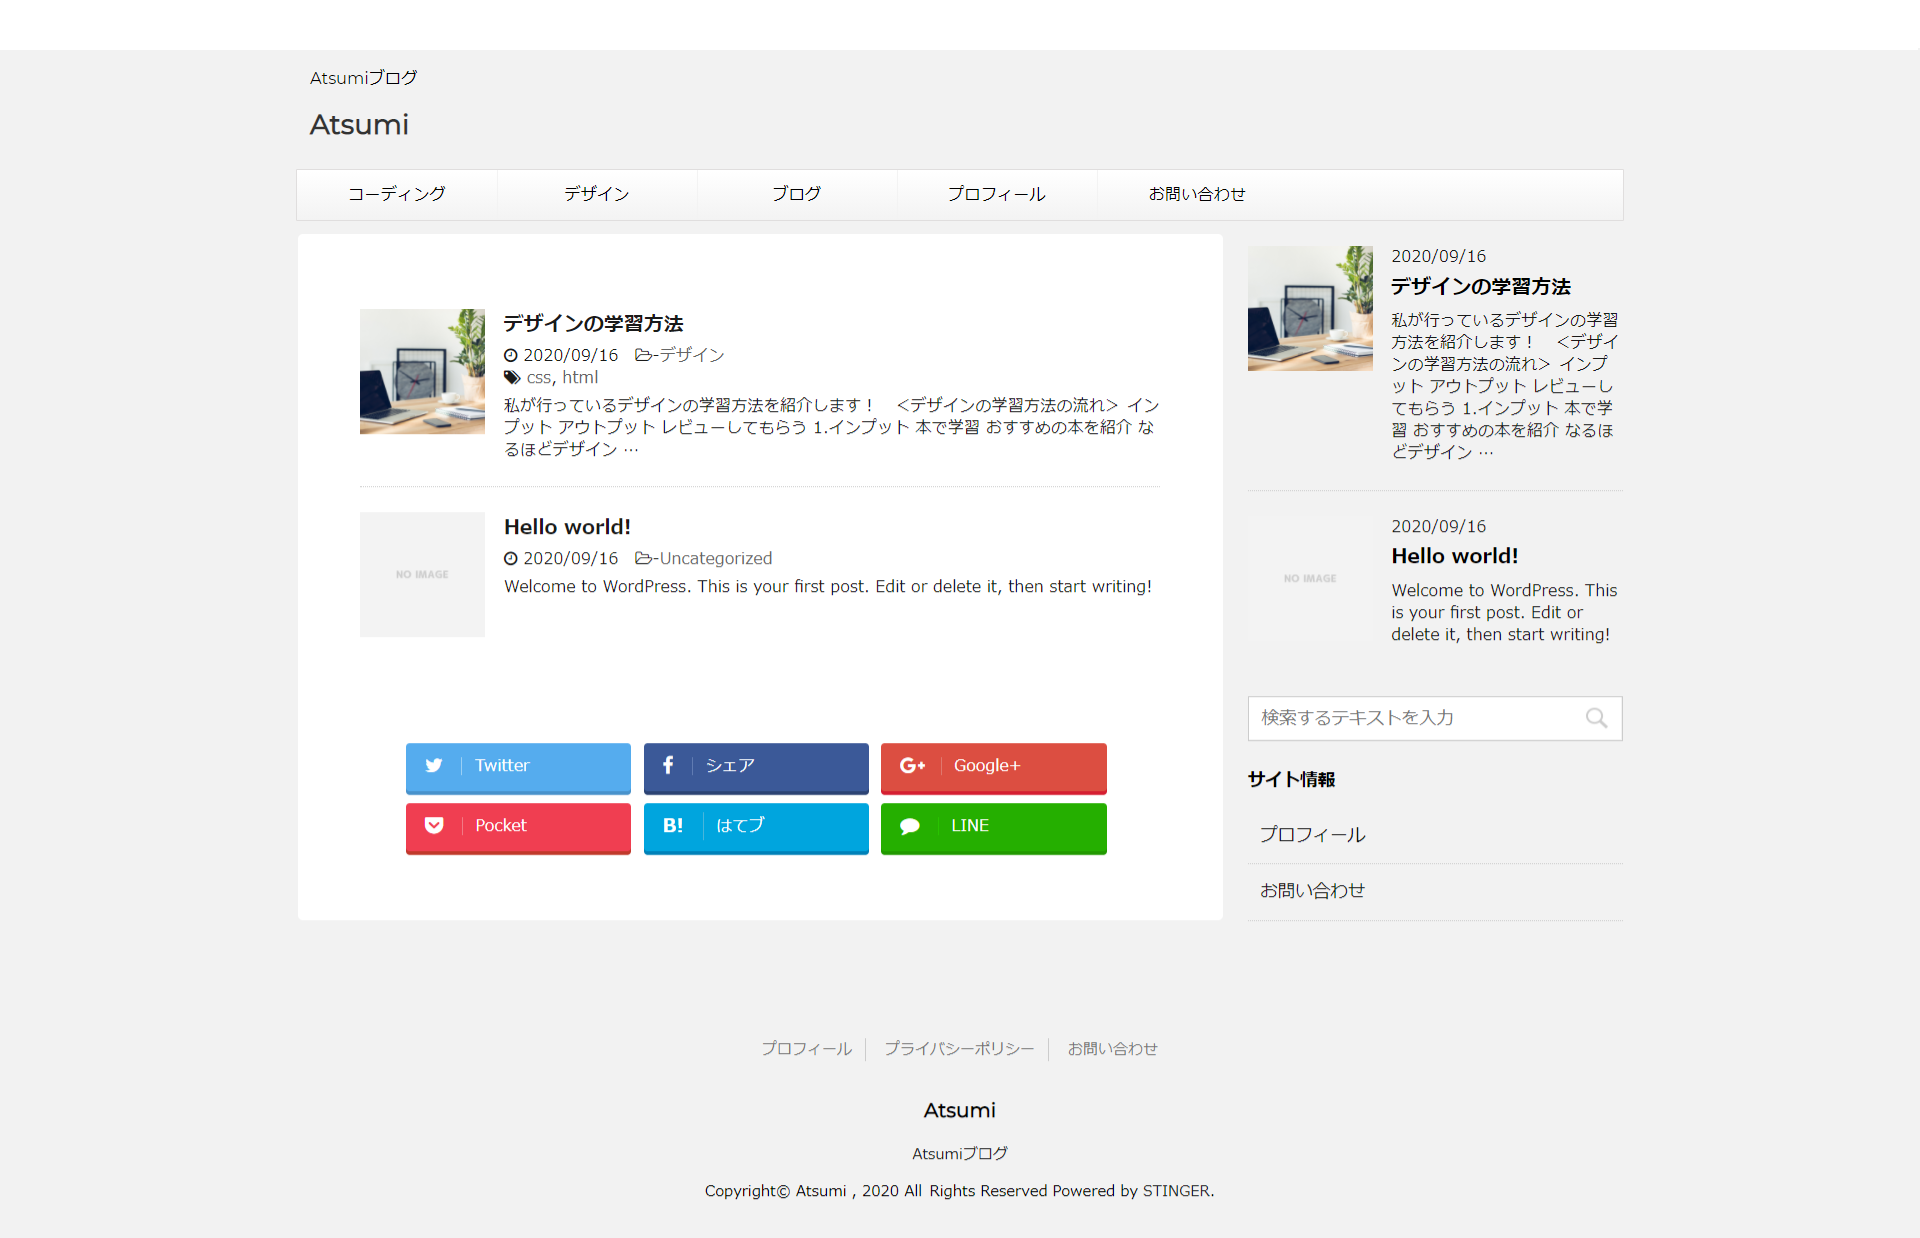 Atsumiブログ
Atsumi
コーディング
デザイン
ブログ
プロフィール
お問い合わせ
デザインの学習方法
2020/09/16 -デザイン
css, html
私が行っているデザインの学習方法を紹介します！　＜デザインの学習方法の流れ＞ イン
プット アウトプット レビューしてもらう 1.インプット 本で学習 おすすめの本を紹介 な
るほどデザイン …
NO IMAGE
Hello world!
2020/09/16 -Uncategorized
Welcome to WordPress. This is your first post. Edit or delete it, then start writing!
Twitter
シェア
G+ Google+
Pocket
B! はてブ
LINE
2020/09/16
デザインの学習方法
私が行っているデザインの学習
方法を紹介します！　＜デザイ
ンの学習方法の流れ＞ インプ
ット アウトプット レビューし
てもらう 1.インプット 本で学
習 おすすめの本を紹介 なるほ
どデザイン …
NO IMAGE
2020/09/16
Hello world!
Welcome to WordPress. This
is your first post. Edit or
delete it, then start writing!
検索するテキストを入力
サイト情報
プロフィール
お問い合わせ
プロフィール
プライバシーポリシー
お問い合わせ
Atsumi
Atsumiブログ
Copyright© Atsumi , 2020 All Rights Reserved Powered by STINGER.